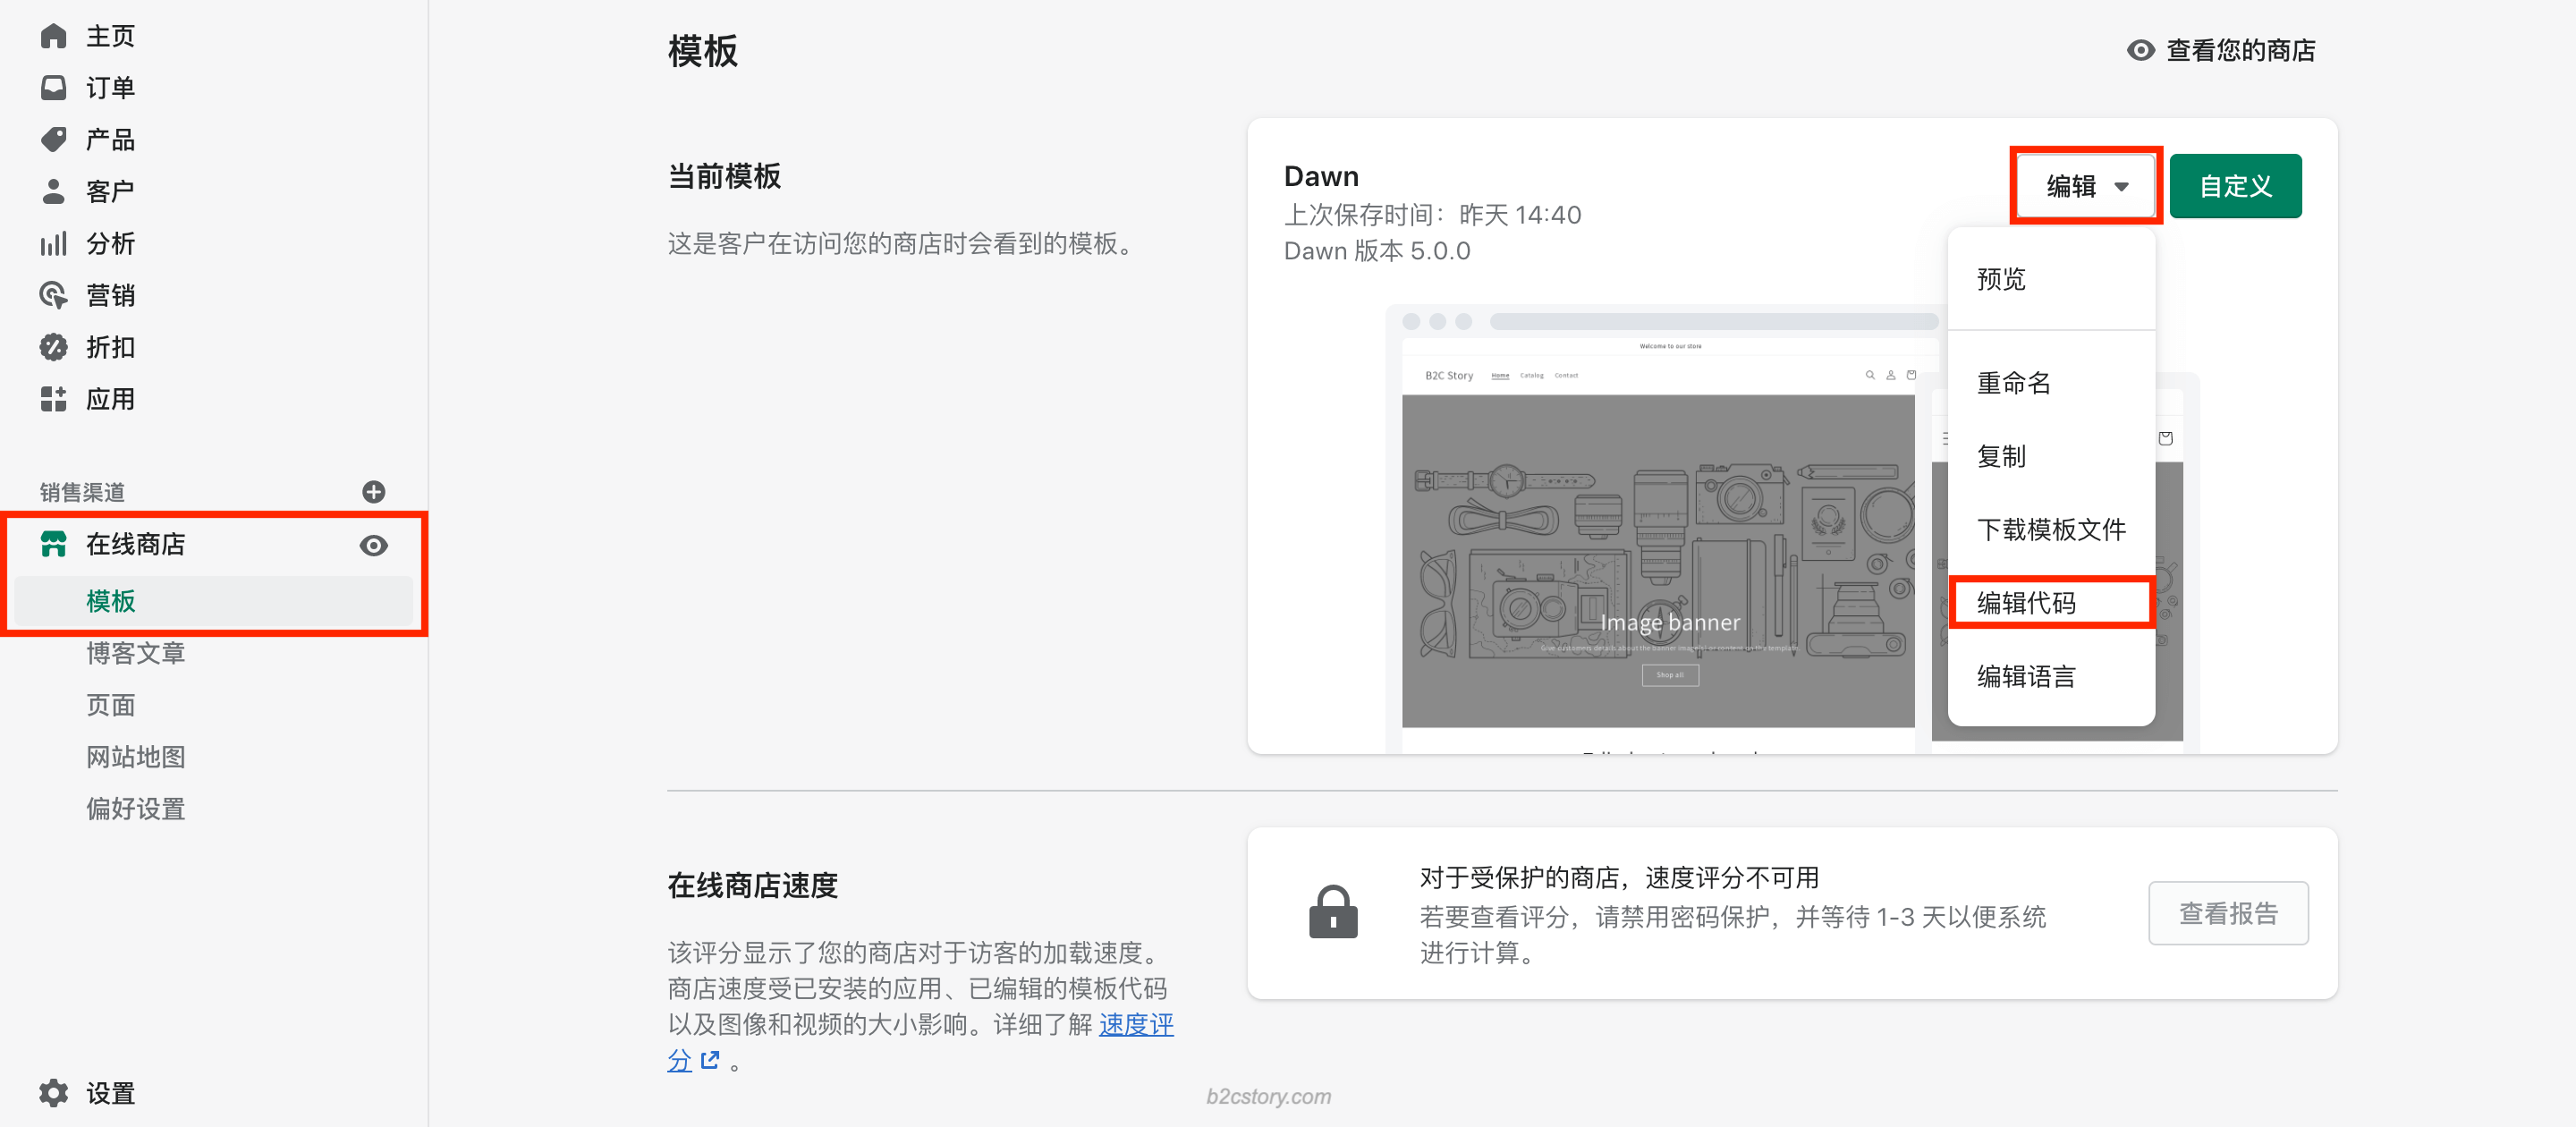 主页
订单
产品
客户
分析
营销
折扣
应用
销售渠道
在线商店
模板
博客文章
页面
网站地图
偏好设置
设置
模板
查看您的商店
当前模板
这是客户在访问您的商店时会看到的模板。
Dawn
上次保存时间：昨天 14:40
Dawn 版本 5.0.0
编辑
自定义
预览
重命名
复制
下载模板文件
编辑代码
编辑语言
Welcome to our store
B2C Story Home Catalog Contact
Image banner
Give customers details about the banner image(s) or content on the template.
Shop all
在线商店速度
该评分显示了您的商店对于访客的加载速度。
商店速度受已安装的应用、已编辑的模板代码
以及图像和视频的大小影响。详细了解 速度评
分 。
对于受保护的商店，速度评分不可用
若要查看评分，请禁用密码保护，并等待 1-3 天以便系统
进行计算。
查看报告
b2cstory.com